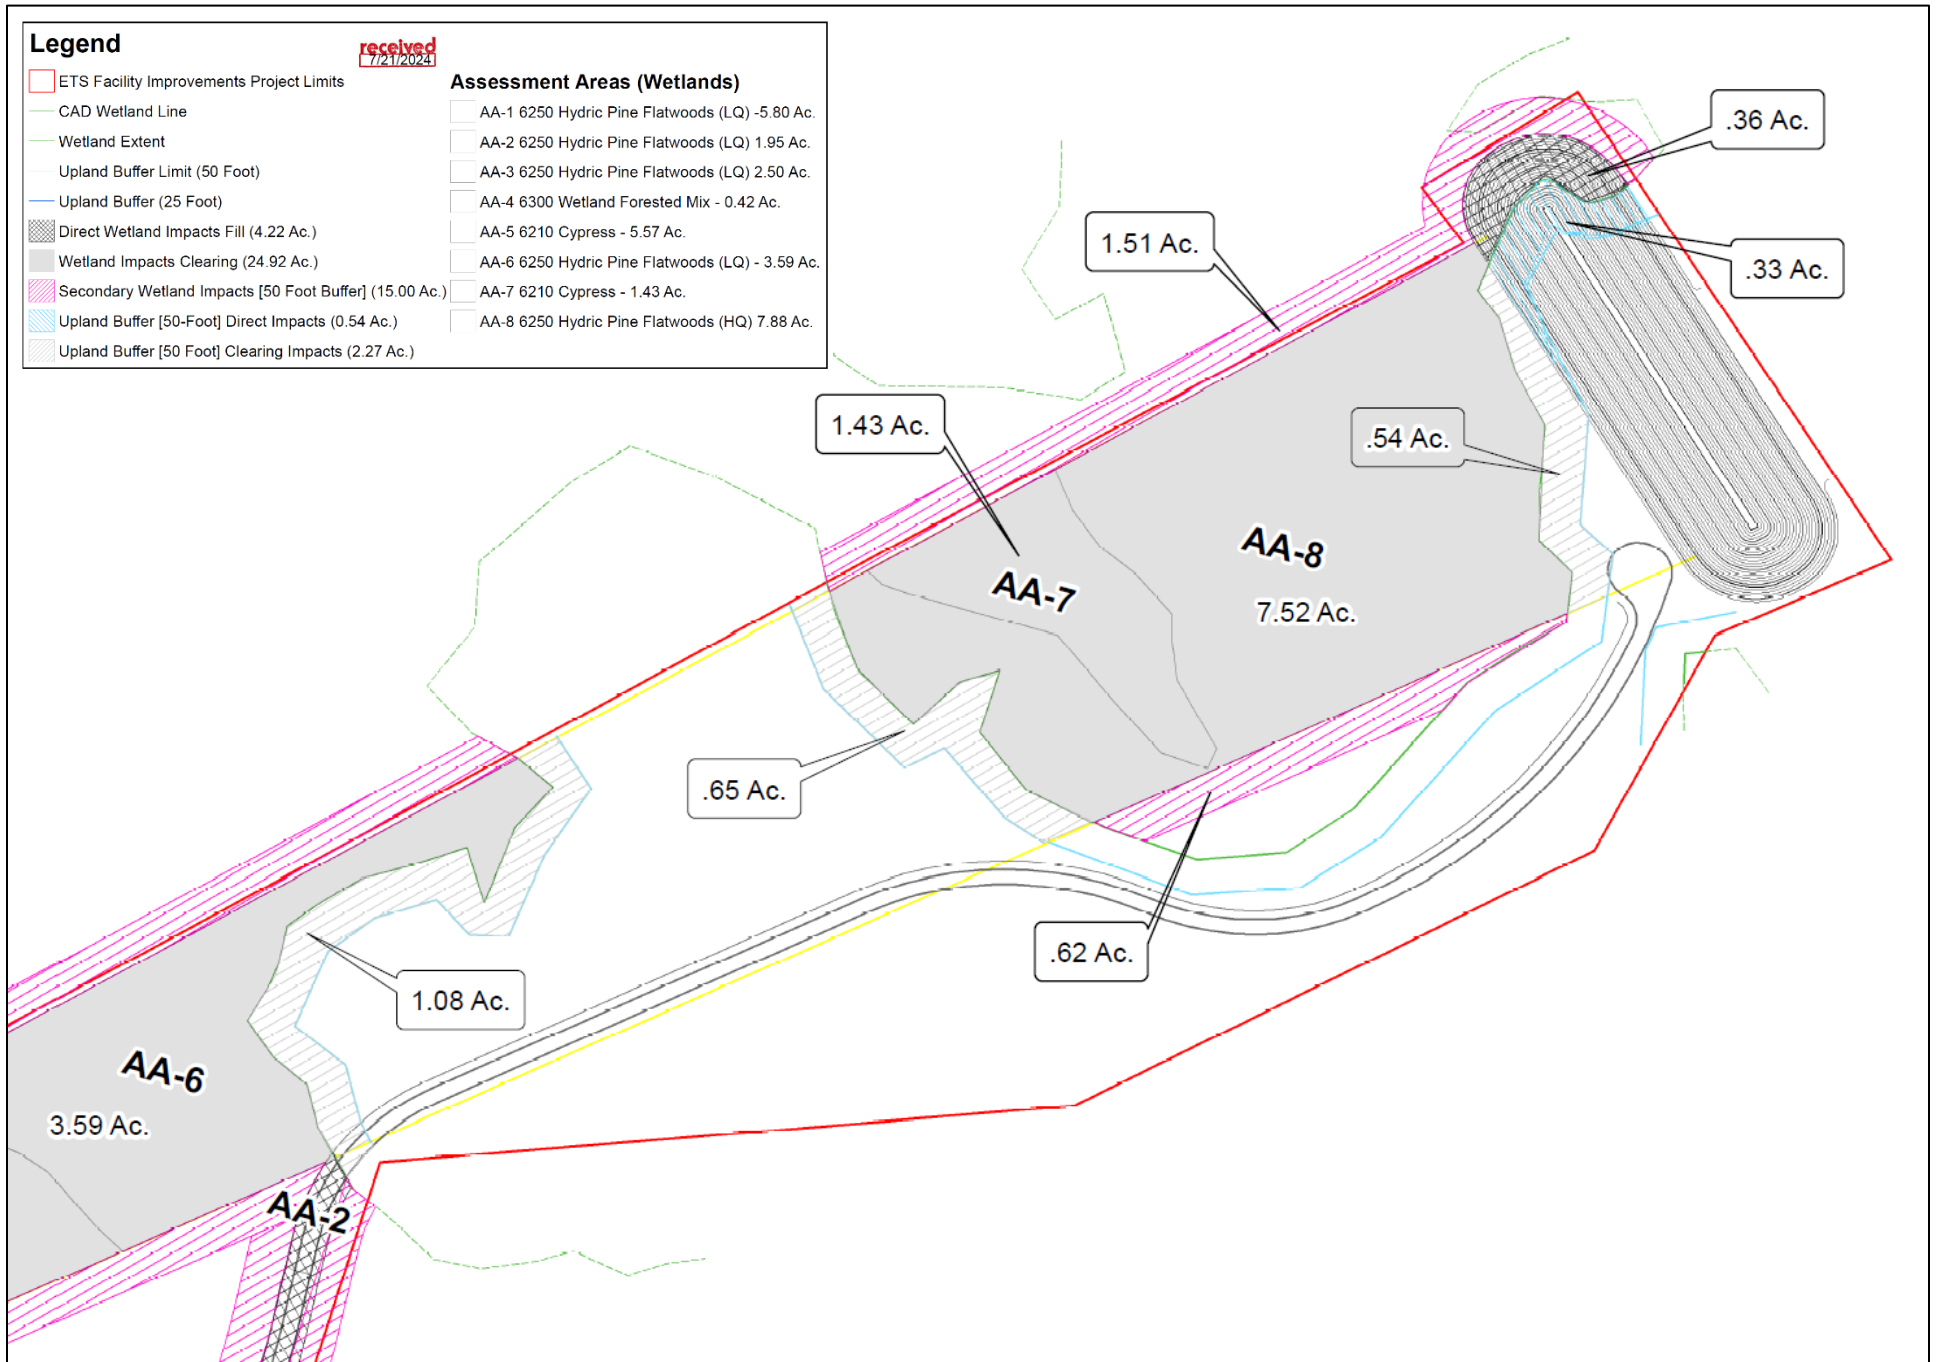 Legend
received
7/21/2024
ETS Facility Improvements Project Limits
CAD Wetland Line
Wetland Extent
Upland Buffer Limit (50 Foot)
Upland Buffer (25 Foot)
Direct Wetland Impacts Fill (4.22 Ac.)
Wetland Impacts Clearing (24.92 Ac.)
Secondary Wetland Impacts [50 Foot Buffer] (15.00 Ac.)
Upland Buffer [50-Foot] Direct Impacts (0.54 Ac.)
Upland Buffer [50 Foot] Clearing Impacts (2.27 Ac.)
Assessment Areas (Wetlands)
AA-1 6250 Hydric Pine Flatwoods (LQ) -5.80 Ac.
AA-2 6250 Hydric Pine Flatwoods (LQ) 1.95 Ac.
AA-3 6250 Hydric Pine Flatwoods (LQ) 2.50 Ac.
AA-4 6300 Wetland Forested Mix - 0.42 Ac.
AA-5 6210 Cypress - 5.57 Ac.
AA-6 6250 Hydric Pine Flatwoods (LQ) - 3.59 Ac.
AA-7 6210 Cypress - 1.43 Ac.
AA-8 6250 Hydric Pine Flatwoods (HQ) 7.88 Ac.
.36 Ac.
1.51 Ac.
.33 Ac.
1.43 Ac.
.54 Ac.
AA-8
7.52 Ac.
AA-7
.65 Ac.
.62 Ac.
1.08 Ac.
AA-6
3.59 Ac.
AA-2